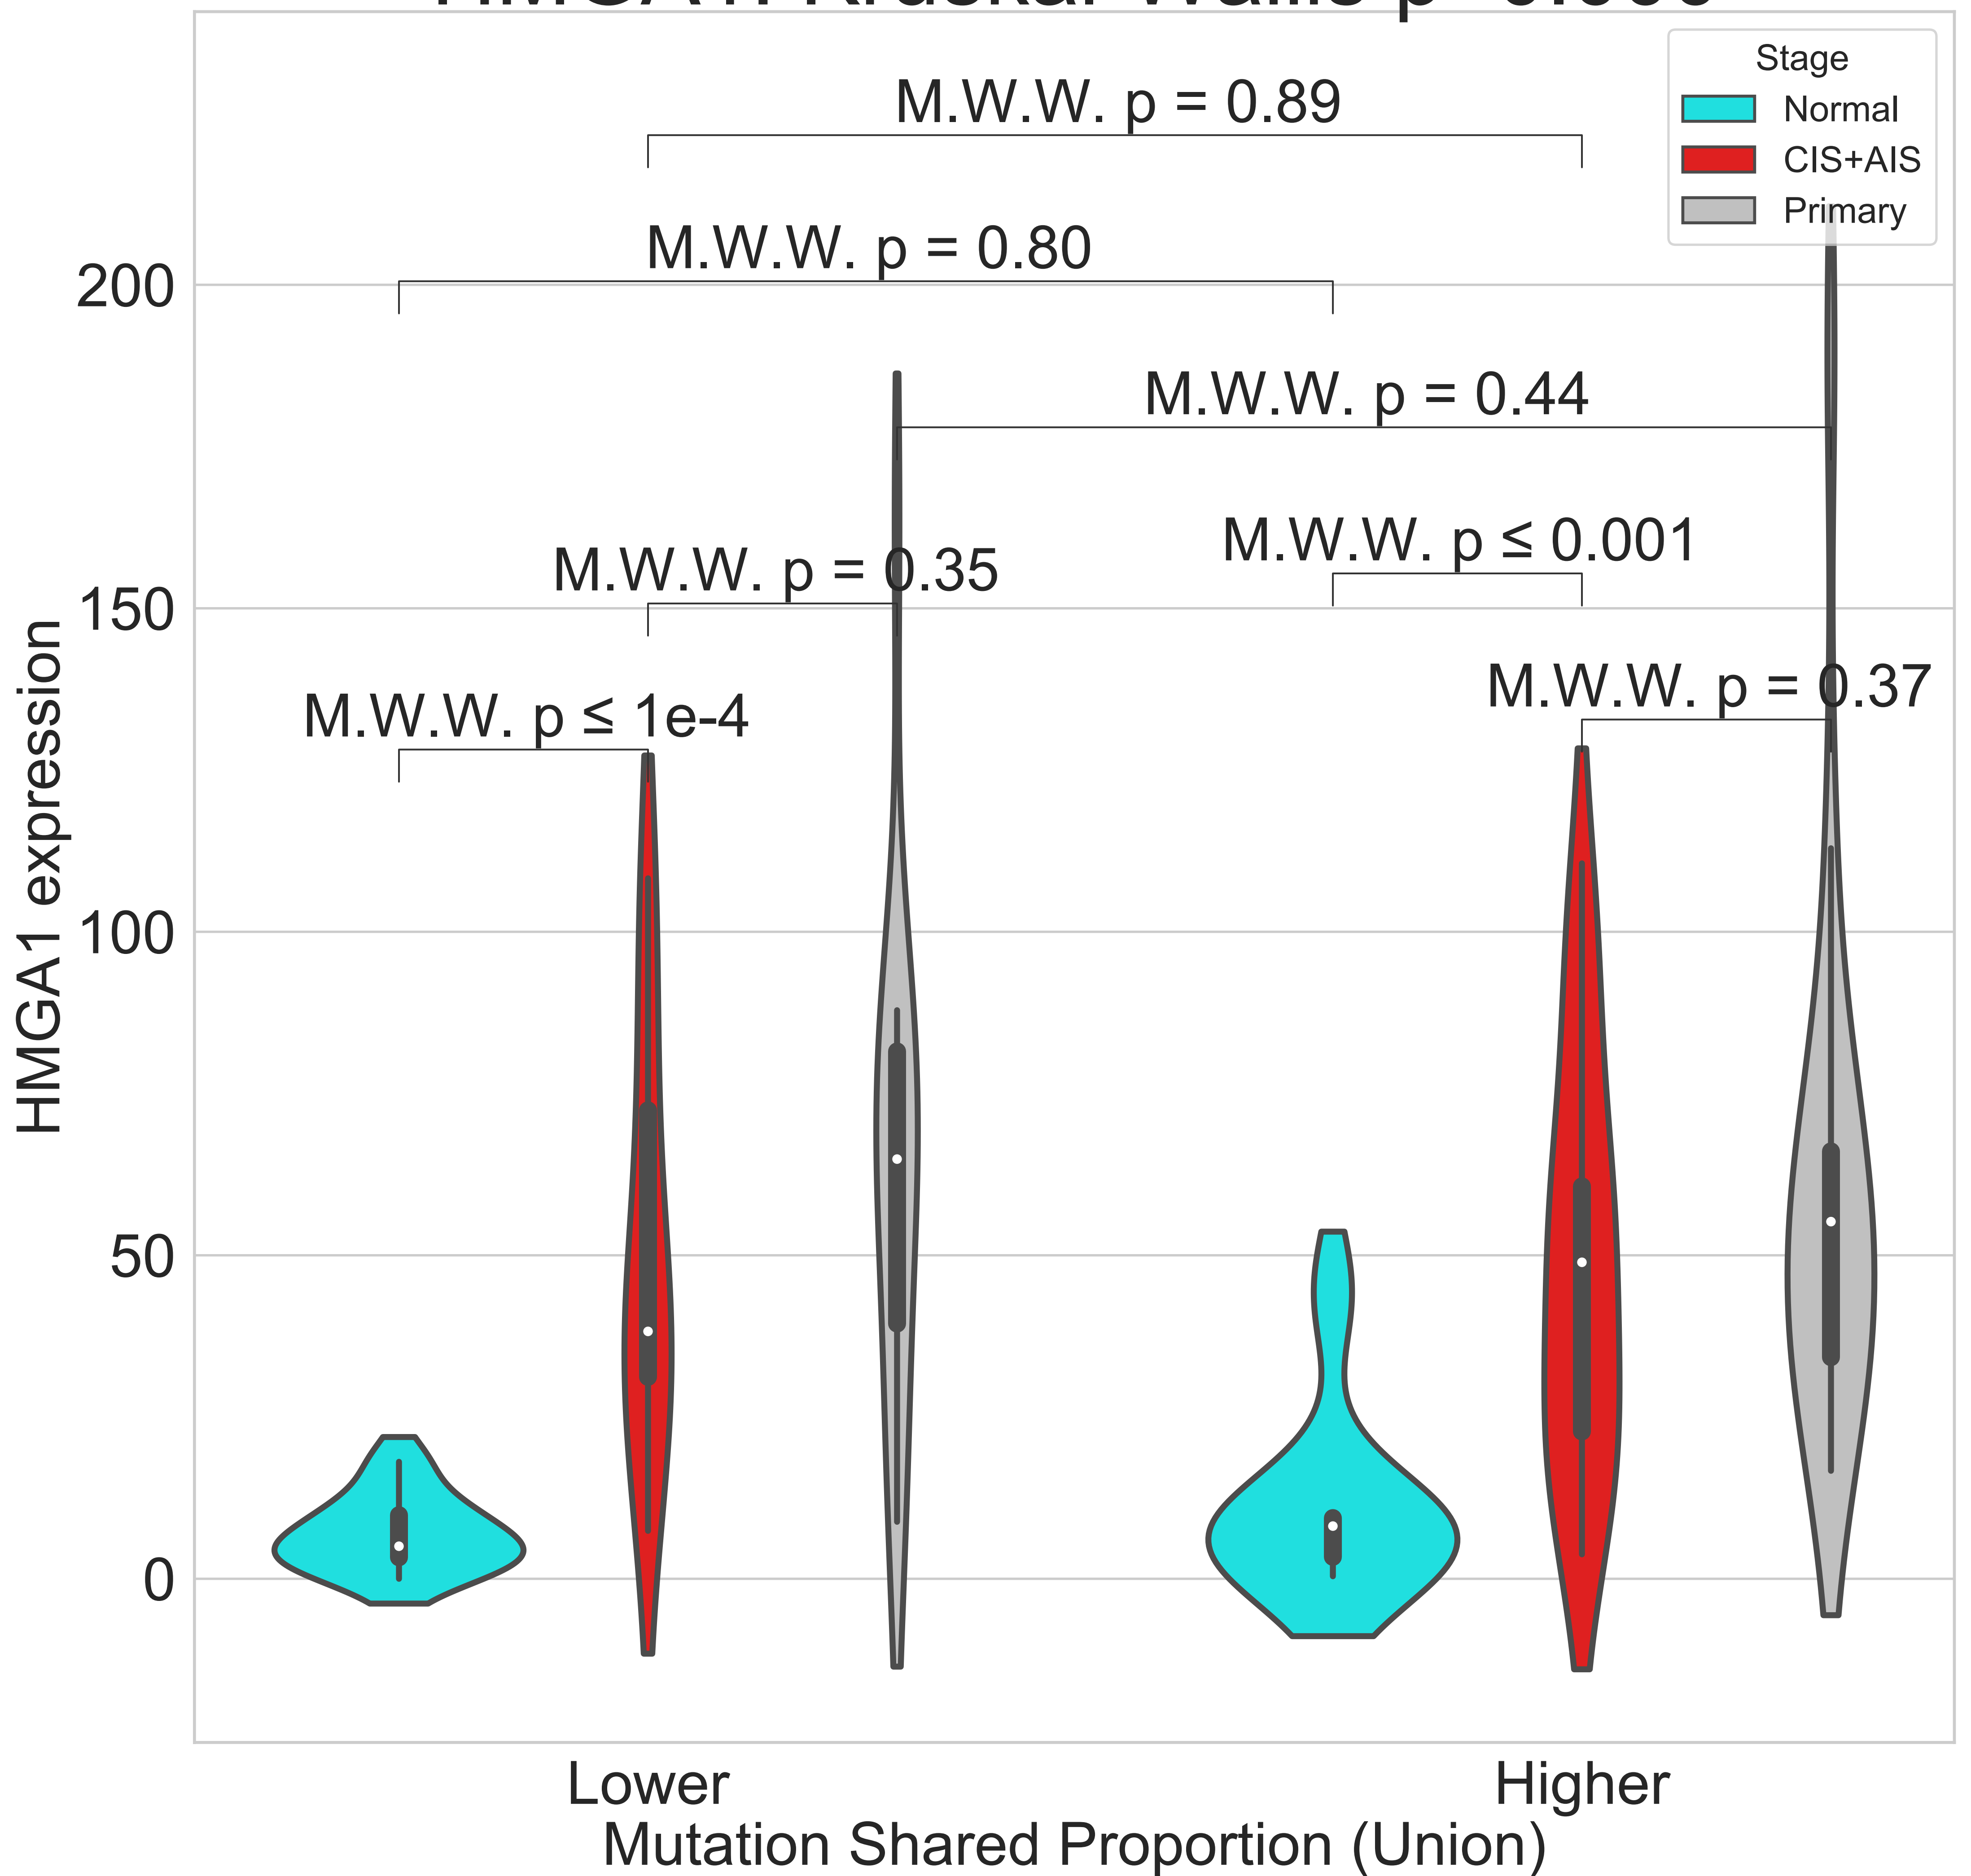 Stage
Normal
CIS+AIS
Primary
M.W.W. p = 0.89
M.W.W. p = 0.80
M.W.W. p = 0.44
M.W.W. p ≤ 0.001
M.W.W. p = 0.35
M.W.W. p = 0.37
M.W.W. p ≤ 1e-4
HMGA1 expression
200
150
100
50
0
Lower
Higher
Mutation Shared Proportion (Union)